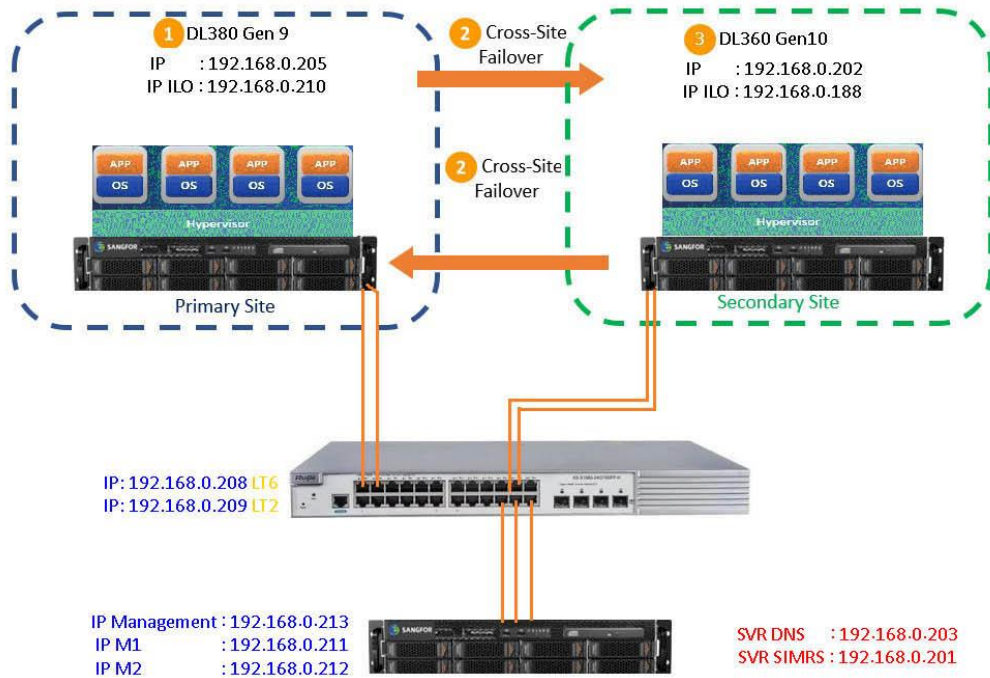 1 DL380 Gen 9
IP : 192.168.0.205
IP ILO : 192.168.0.210
2 Cross-Site
Failover
3 DL360 Gen10
IP : 192.168.0.202
IP ILO : 192.168.0.188
APP APP APP APP
OS OS OS OS
Hypervisor
SANGFOR
Primary Site
2 Cross-Site
Failover
APP APP APP APP
OS OS OS OS
Hypervisor
SANGFOR
Secondary Site
Ruijie
IP: 192.168.0.208 LT6
IP: 192.168.0.209 LT2
IP Management : 192.168.0.213
IP M1 : 192.168.0.211
IP M2 : 192.168.0.212
SANGFOR
SVR DNS : 192.168.0.203
SVR SIMRS : 192.168.0.201